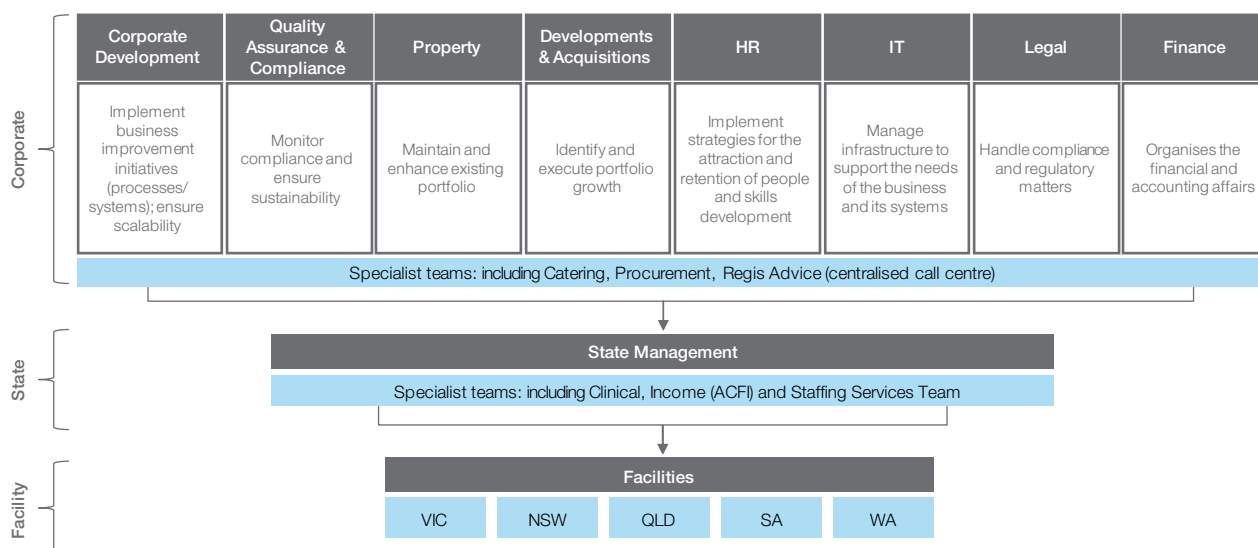 Corporate
Corporate
Development
Quality
Assurance &
Compliance
Property
Developments
& Acquisitions
HR
IT
Legal
Finance
Implement
business
improvement
initiatives
(processes/
systems); ensure
scalability
Monitor
compliance and
ensure
sustainability
Maintain and
enhance existing
portfolio
Identify and
execute portfolio
growth
Implement
strategies for the
attraction and
retention of people
and skills
development
Manage
infrastructure to
support the needs
of the business
and its systems
Handle compliance
and regulatory
matters
Organises the
financial and
accounting affairs
Specialist teams: including Catering, Procurement, Regis Advice (centralised call centre)
State
State Management
Specialist teams: including Clinical, Income (ACFI) and Staffing Services Team
Facility
Facilities
VIC
NSW
QLD
SA
WA